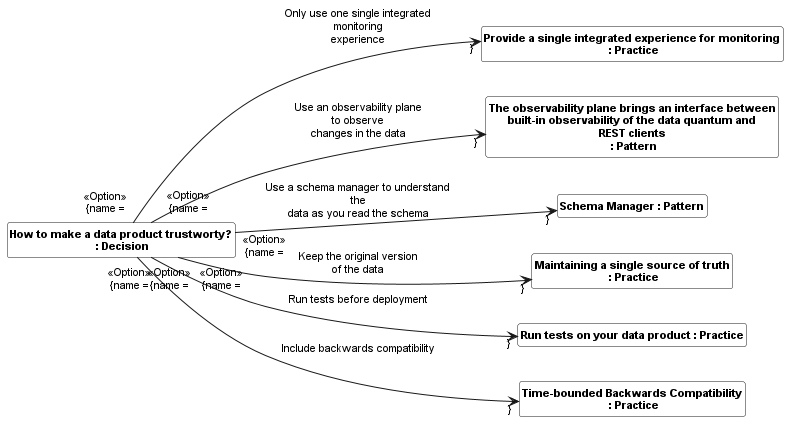 Only use one single integrated
monitoring
experience
Provide a single integrated experience for monitoring
: Practice
}
Use an observability plane
to observe
changes in the data
The observability plane brings an interface between
built-in observability of the data quantum and
REST clients
: Pattern
}
«Option»
{name =
«Option»
{name =
Use a schema manager to understand
the
data as you read the schema
Schema Manager : Pattern
}
How to make a data product trustworty?
: Decision
«Option»
{name =
Keep the original version
of the data
Maintaining a single source of truth
: Practice
}
«Option»
{name =
«Option»
{name =
«Option»
{name =
Run tests before deployment
Run tests on your data product : Practice
}
Include backwards compatibility
Time-bounded Backwards Compatibility
: Practice
}